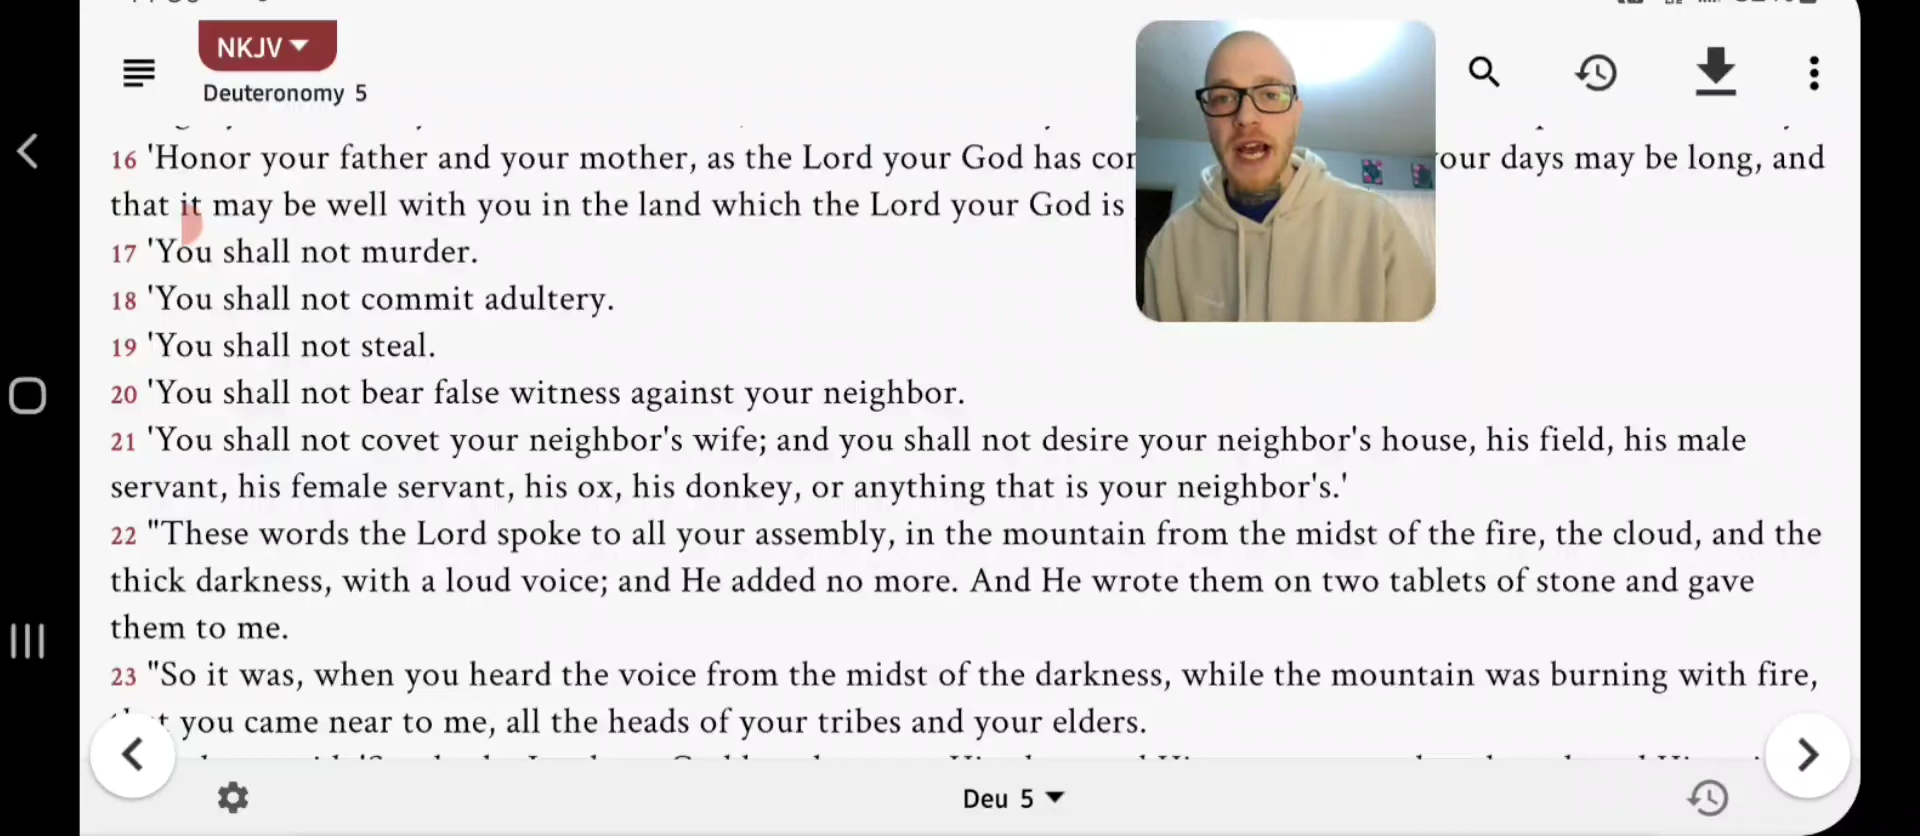 NKJV
Deuteronomy 5
16 'Honor your father and your mother, as the Lord your God has our days may be long, and
that it may be well with you in the land which the Lord your God is
17 'You shall not murder.
18 'You shall not commit adultery.
19 'You shall not steal.
20 'You shall not bear false witness against your neighbor.
21 'You shall not covet your neighbor's wife; and you shall not desire your neighbor's house, his field, his male
servant, his female servant, his ox, his donkey, or anything that is your neighbor's.'
22 "These words the Lord spoke to all your assembly, in the mountain from the midst of the fire, the cloud, and the
thick darkness, with a loud voice; and He added no more. And He wrote them on two tablets of stone and gave
them to me.
23 "So it was, when you heard the voice from the midst of the darkness, while the mountain was burning with fire,
you came near to me, all the heads of your tribes and your elders.
Deu 5